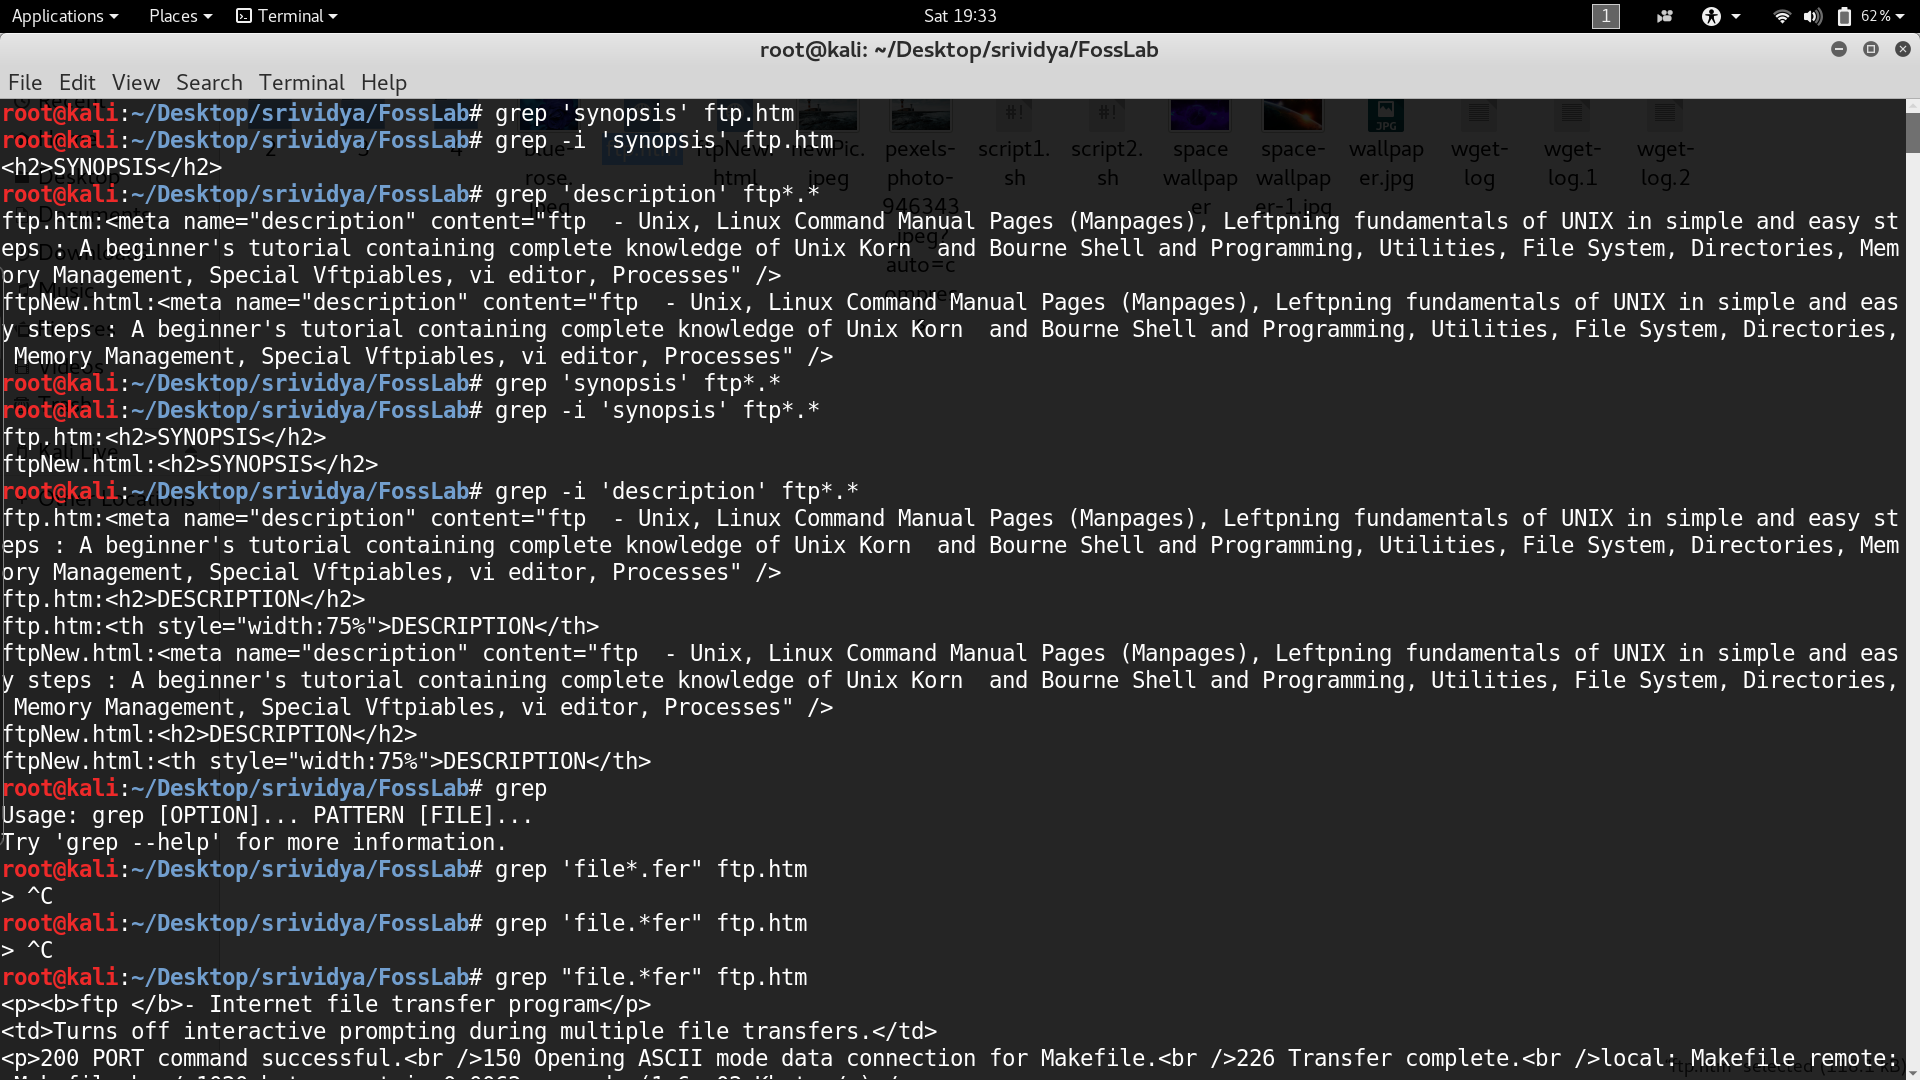 Applications Places Terminal Sat 19:33 1 62%
root@kali: ~/Desktop/srividya/FossLab
File Edit View Search Terminal Help
root@kali:~/Desktop/srividya/FossLab# grep 'synopsis' ftp.htm
root@kali:~/Desktop/srividya/FossLab# grep -i 'synopsis' ftp.htm
<h2>SYNOPSIS</h2>
root@kali:~/Desktop/srividya/FossLab# grep 'description' ftp*.*
ftp.htm:<meta name="description" content="ftp  - Unix, Linux Command Manual Pages (Manpages), Leftpning fundamentals of UNIX in simple and easy st
eps : A beginner's tutorial containing complete knowledge of Unix Korn  and Bourne Shell and Programming, Utilities, File System, Directories, Mem
ory Management, Special Vftpiables, vi editor, Processes" />
ftpNew.html:<meta name="description" content="ftp  - Unix, Linux Command Manual Pages (Manpages), Leftpning fundamentals of UNIX in simple and eas
y steps : A beginner's tutorial containing complete knowledge of Unix Korn  and Bourne Shell and Programming, Utilities, File System, Directories,
 Memory Management, Special Vftpiables, vi editor, Processes" />
root@kali:~/Desktop/srividya/FossLab# grep 'synopsis' ftp*.*
root@kali:~/Desktop/srividya/FossLab# grep -i 'synopsis' ftp*.*
ftp.htm:<h2>SYNOPSIS</h2>
ftpNew.html:<h2>SYNOPSIS</h2>
root@kali:~/Desktop/srividya/FossLab# grep -i 'description' ftp*.*
ftp.htm:<meta name="description" content="ftp  - Unix, Linux Command Manual Pages (Manpages), Leftpning fundamentals of UNIX in simple and easy st
eps : A beginner's tutorial containing complete knowledge of Unix Korn  and Bourne Shell and Programming, Utilities, File System, Directories, Mem
ory Management, Special Vftpiables, vi editor, Processes" />
ftp.htm:<h2>DESCRIPTION</h2>
ftp.htm:<th style="width:75%">DESCRIPTION</th>
ftpNew.html:<meta name="description" content="ftp  - Unix, Linux Command Manual Pages (Manpages), Leftpning fundamentals of UNIX in simple and eas
y steps : A beginner's tutorial containing complete knowledge of Unix Korn  and Bourne Shell and Programming, Utilities, File System, Directories,
 Memory Management, Special Vftpiables, vi editor, Processes" />
ftpNew.html:<h2>DESCRIPTION</h2>
ftpNew.html:<th style="width:75%">DESCRIPTION</th>
root@kali:~/Desktop/srividya/FossLab# grep
Usage: grep [OPTION]... PATTERN [FILE]...
Try 'grep --help' for more information.
root@kali:~/Desktop/srividya/FossLab# grep 'file*.fer" ftp.htm
> ^C
root@kali:~/Desktop/srividya/FossLab# grep 'file.*fer" ftp.htm
> ^C
root@kali:~/Desktop/srividya/FossLab# grep "file.*fer" ftp.htm
<p><b>ftp </b>- Internet file transfer program</p>
<td>Turns off interactive prompting during multiple file transfers.</td>
<p>200 PORT command successful.<br />150 Opening ASCII mode data connection for Makefile.<br />226 Transfer complete.<br />local: Makefile remote: